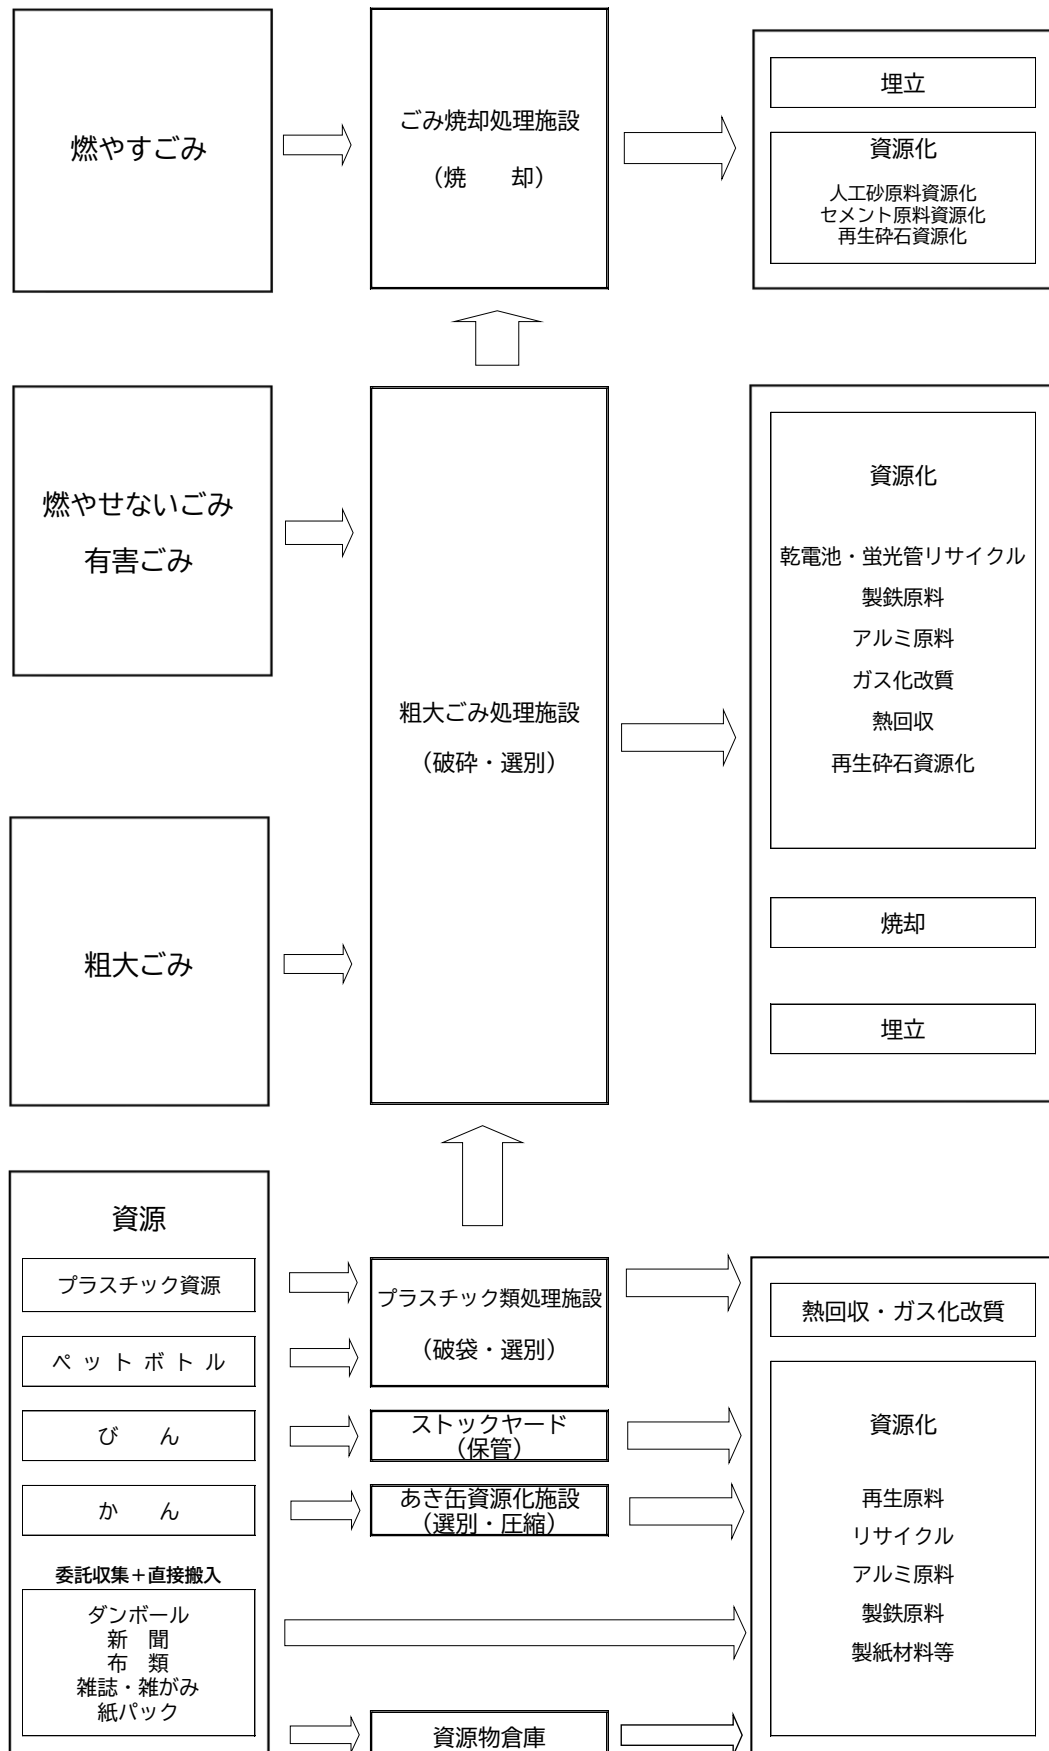 燃やすごみ
ごみ焼却処理施設
（焼　　却）
埋立
資源化
人工砂原料資源化
セメント原料資源化
再生砕石資源化
燃やせないごみ
有害ごみ
粗大ごみ
粗大ごみ処理施設
（破砕・選別）
資源化
乾電池・蛍光管リサイクル
製鉄原料
アルミ原料
ガス化改質
熱回収
再生砕石資源化
焼却
埋立
資源
プラスチック資源
ペ ッ ト ボ ト ル
び　　ん
か　　ん
委託収集＋直接搬入
ダンボール
新　聞
布　類
雑誌・雑がみ
紙パック
プラスチック類処理施設
（破袋・選別）
ストックヤード
（保管）
あき缶資源化施設
（選別・圧縮）
資源物倉庫
熱回収・ガス化改質
資源化
再生原料
リサイクル
アルミ原料
製鉄原料
製紙材料等